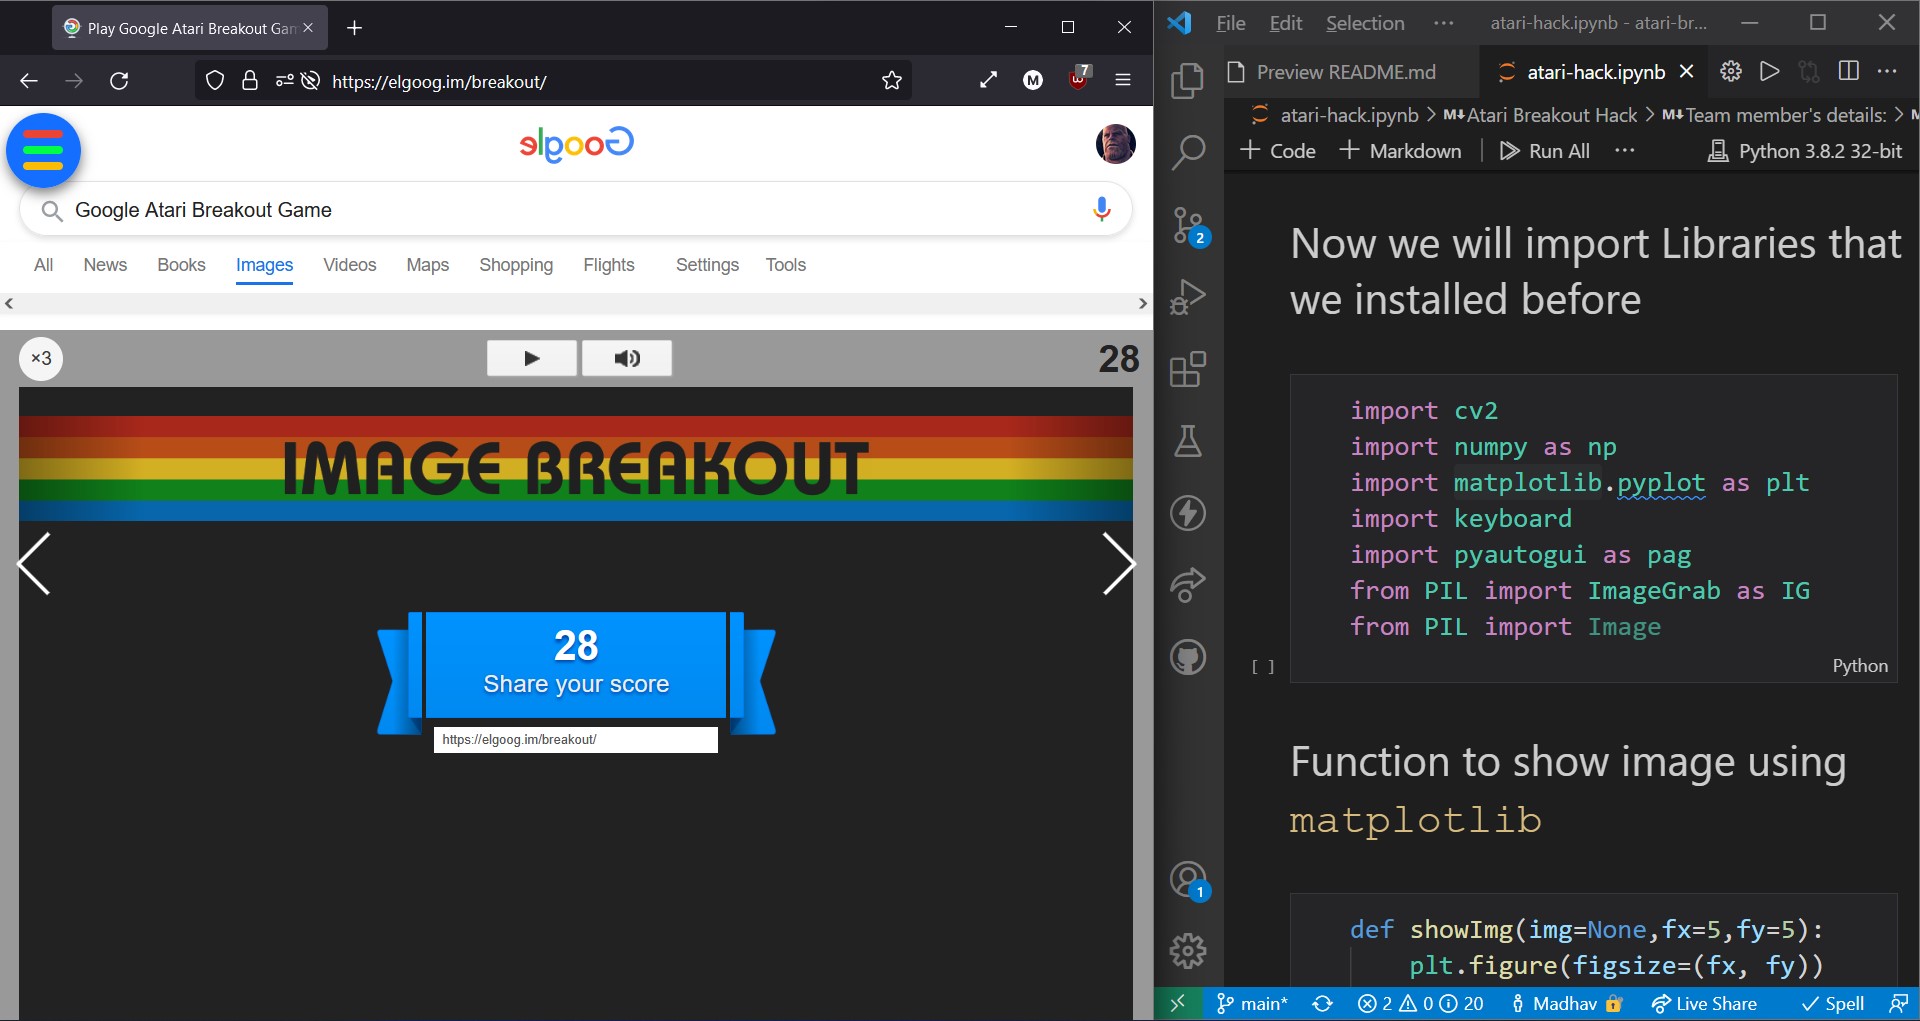 Play Google Atari Breakout Gam
https://elgoog.im/breakout/
M
7
Google
Google Atari Breakout Game
All News Books Images Videos Maps Shopping Flights Settings Tools
×3
28
IMAGE BREAKOUT
28
Share your score
https://elgoog.im/breakout/
File Edit Selection ··· atari-hack.ipynb - atari-br...
Preview README.md atari-hack.ipynb
atari-hack.ipynb > M↓Atari Breakout Hack > M↓Team member's details: > M
+ Code + Markdown Run All ··· Python 3.8.2 32-bit
2
1
Now we will import Libraries that
we installed before
import cv2
import numpy as np
import matplotlib.pyplot as plt
import keyboard
import pyautogui as pag
from PIL import ImageGrab as IG
from PIL import Image
[ ]
Python
Function to show image using
matplotlib
def showImg(img=None,fx=5,fy=5):
plt.figure(figsize=(fx, fy))
main* 2 0 20 Madhav Live Share Spell